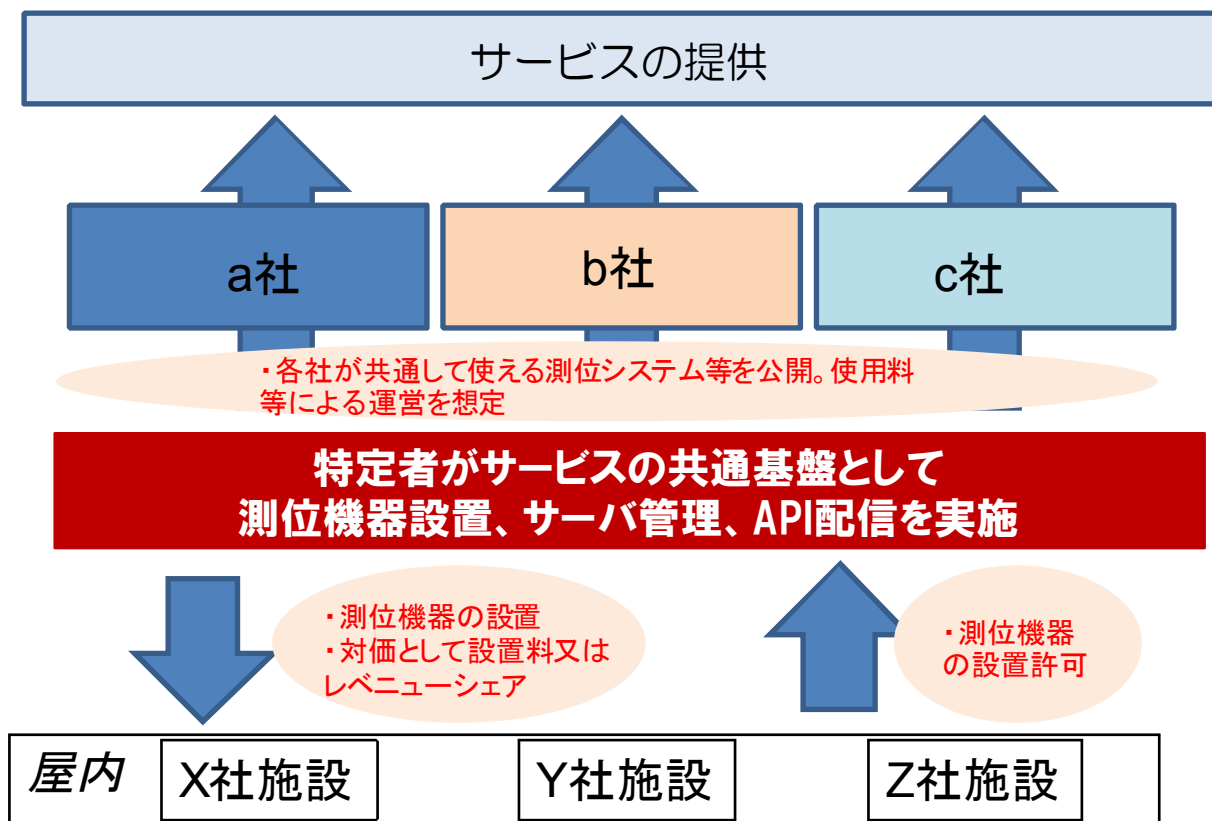 サービスの提供
a社
b社
c社
・各社が共通して使える測位システム等を公開。使用料
等による運営を想定
特定者がサービスの共通基盤として
測位機器設置、サーバ管理、API配信を実施
・測位機器の設置
・対価として設置料又は
レベニューシェア
・測位機器
の設置許可
屋内
X社施設
Y社施設
Z社施設